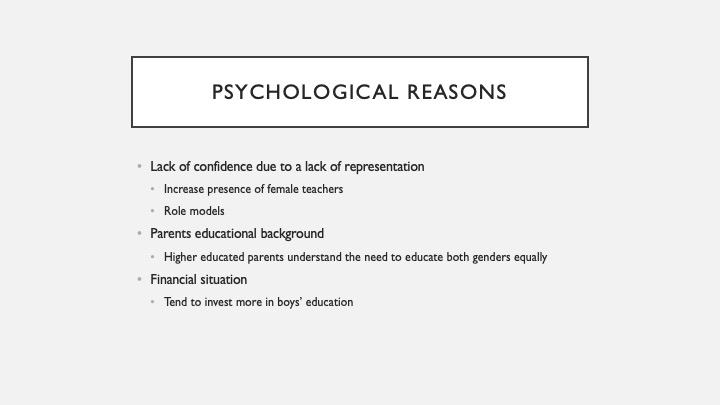 PSYCHOLOGICAL REASONS
• Lack of confidence due to a lack of representation
• Increase presence of female teachers
• Role models
• Parents educational background
• Higher educated parents understand the need to educate both genders equally
• Financial situation
• Tend to invest more in boys’ education